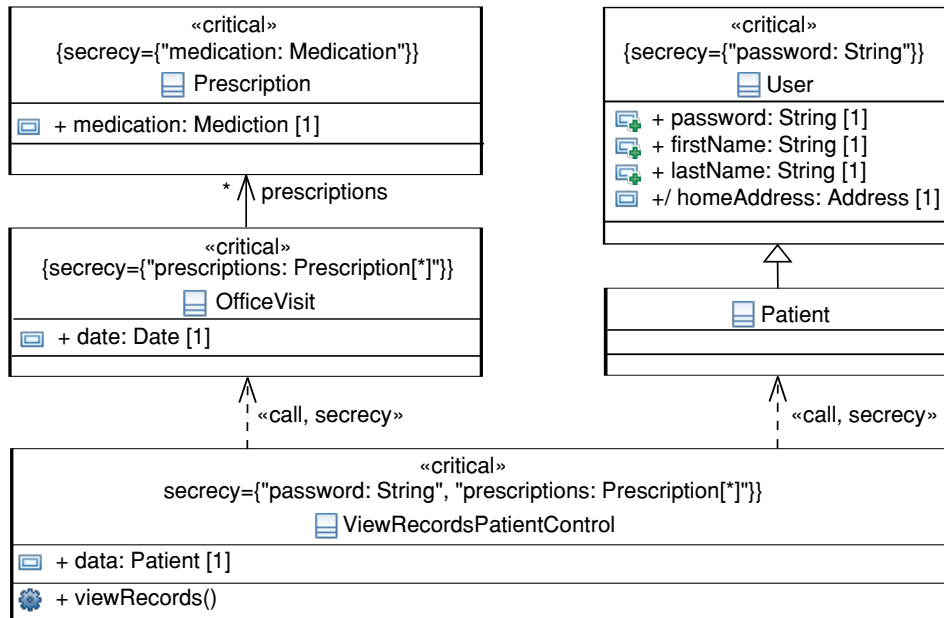 «critical»
{secrecy={"medication: Medication"}}
Prescription
+ medication: Mediction [1]
* prescriptions
«critical»
{secrecy={"prescriptions: Prescription[*]"}}
OfficeVisit
+ date: Date [1]
«call, secrecy»
«critical»
{secrecy={"password: String"}}
User
+ password: String [1]
+ firstName: String [1]
+ lastName: String [1]
+/ homeAddress: Address [1]
Patient
«call, secrecy»
«critical»
secrecy={"password: String", "prescriptions: Prescription[*]"}}
ViewRecordsPatientControl
+ data: Patient [1]
+ viewRecords()